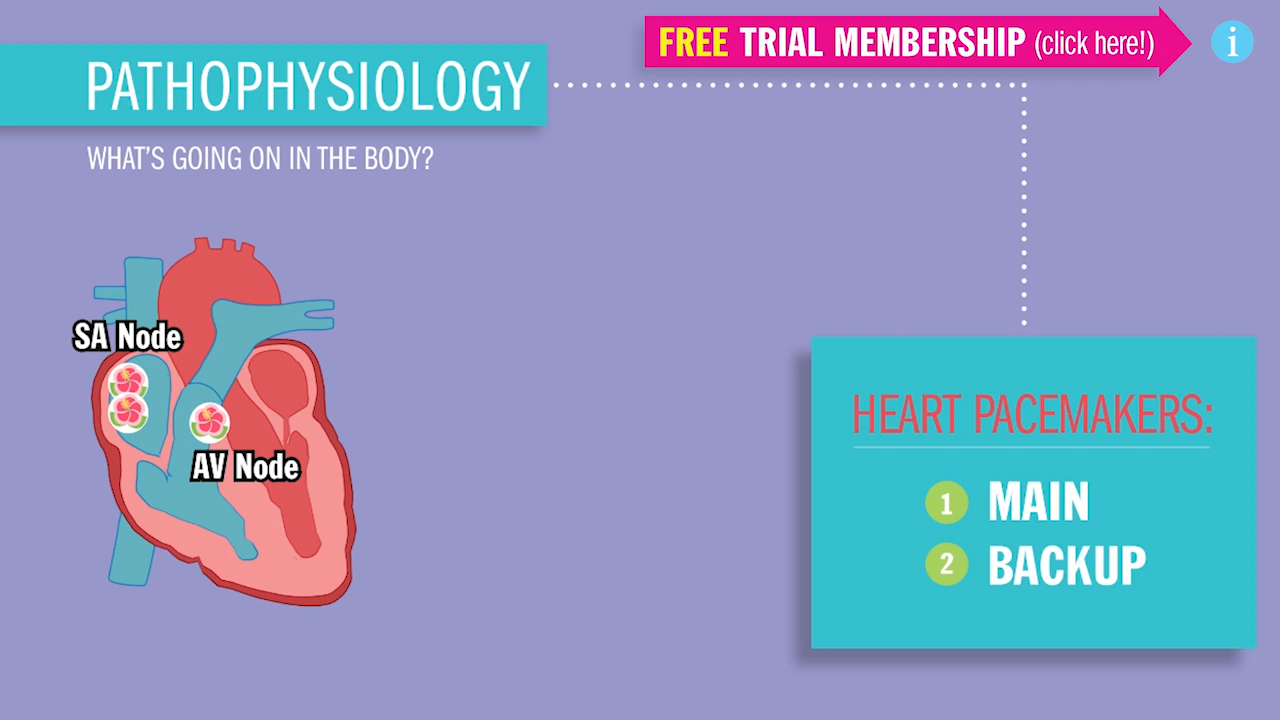 FREE TRIAL MEMBERSHIP (click here!)
i
PATHOPHYSIOLOGY
WHAT'S GOING ON IN THE BODY?
SA Node
AV Node
HEART PACEMAKERS:
1 MAIN
2 BACKUP